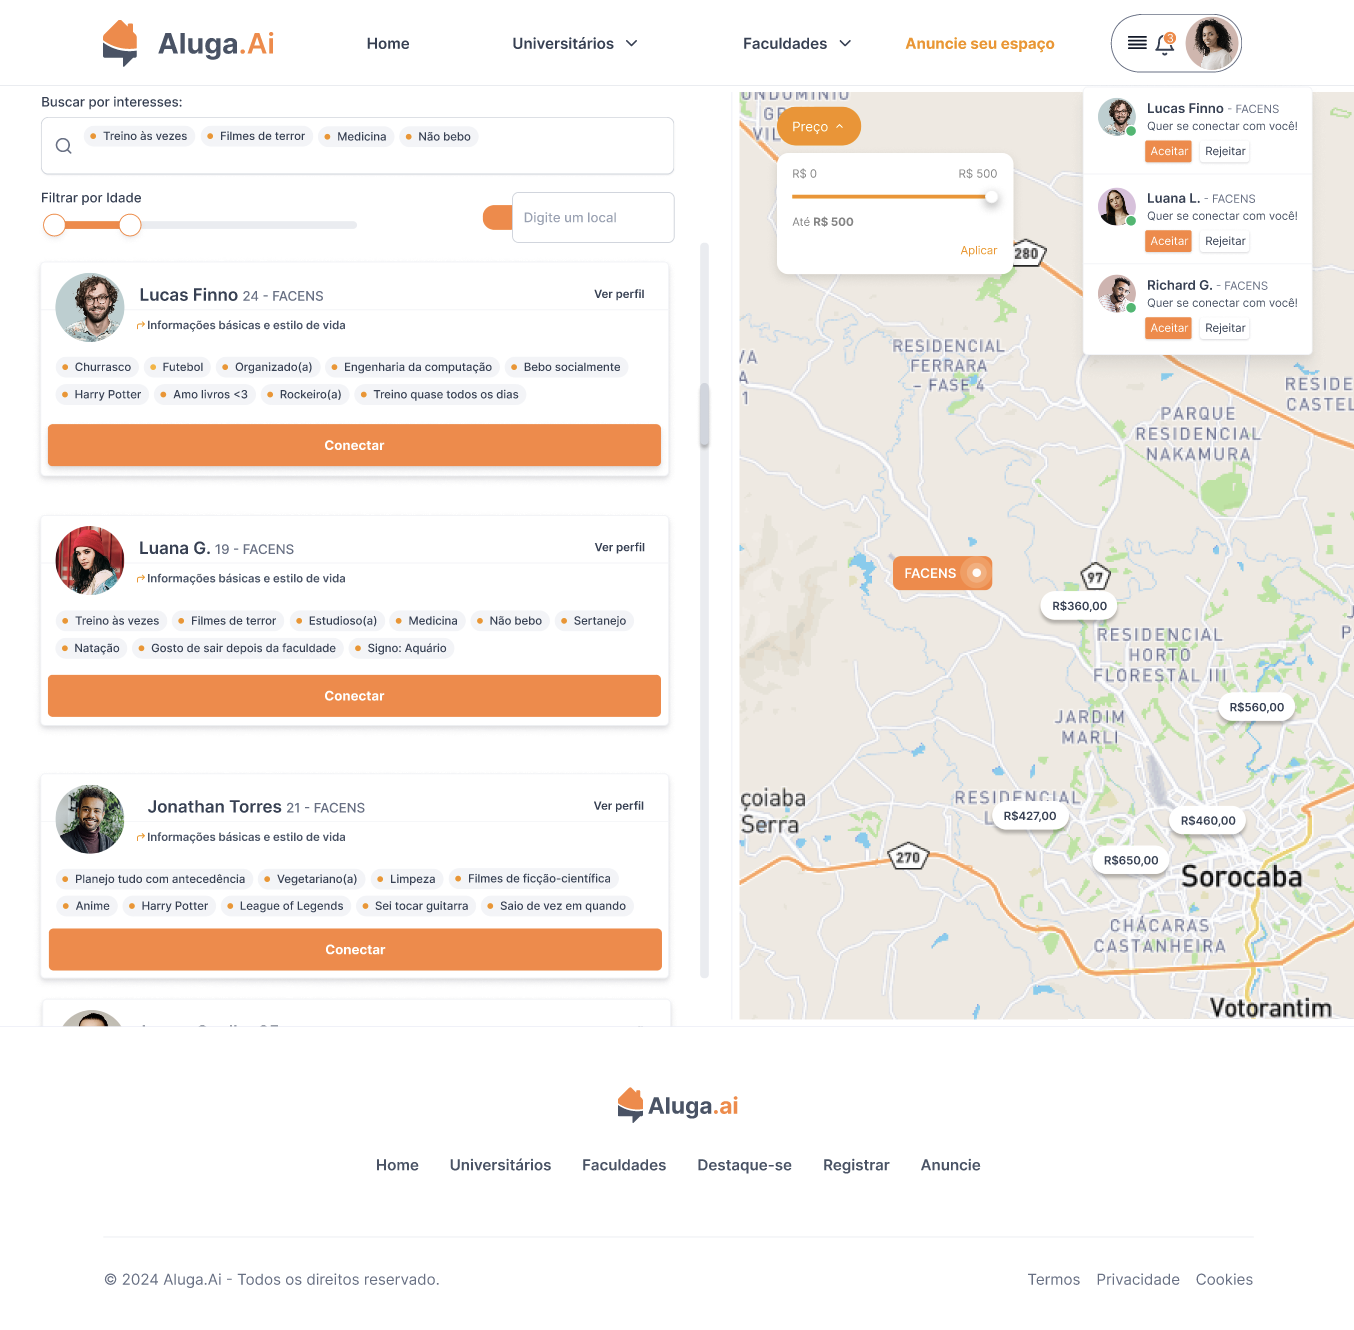 Aluga.Ai
Home
Universitários
Faculdades
Anuncie seu espaço
3
Buscar por interesses:
Treino às vezes
Filmes de terror
Medicina
Não bebo
Filtrar por Idade
Digite um local
Lucas Finno 24 - FACENS
Ver perfil
Informações básicas e estilo de vida
Churrasco
Futebol
Organizado(a)
Engenharia da computação
Bebo socialmente
Harry Potter
Amo livros <3
Rockeiro(a)
Treino quase todos os dias
Conectar
Luana G. 19 - FACENS
Ver perfil
Informações básicas e estilo de vida
Treino às vezes
Filmes de terror
Estudioso(a)
Medicina
Não bebo
Sertanejo
Natação
Gosto de sair depois da faculdade
Signo: Aquário
Conectar
Jonathan Torres 21 - FACENS
Ver perfil
Informações básicas e estilo de vida
Planejo tudo com antecedência
Vegetariano(a)
Limpeza
Filmes de ficção-científica
Anime
Harry Potter
League of Legends
Sei tocar guitarra
Saio de vez em quando
Conectar
Preço
R$ 0
R$ 500
Até R$ 500
Aplicar
Lucas Finno - FACENS
Quer se conectar com você!
Aceitar
Rejeitar
Luana L. - FACENS
Quer se conectar com você!
Aceitar
Rejeitar
Richard G. - FACENS
Quer se conectar com você!
Aceitar
Rejeitar
280
RESIDENCIAL
FERRARA
– FASE 4
VA
A
1
RESIDE
CASTEL
PARQUE
RESIDENCIAL
NAKAMURA
FACENS
97
R$360,00
RESIDENCIAL
HORTO
FLORESTAL III
R$560,00
JARDIM
MARLI
çoiaba
Serra
RESIDENCIAL
R$427,00
R$460,00
270
R$650,00
Sorocaba
CHÁCARAS
CASTANHEIRA
Votorantim
Aluga.ai
Home
Universitários
Faculdades
Destaque-se
Registrar
Anuncie
© 2024 Aluga.Ai - Todos os direitos reservado.
Termos
Privacidade
Cookies